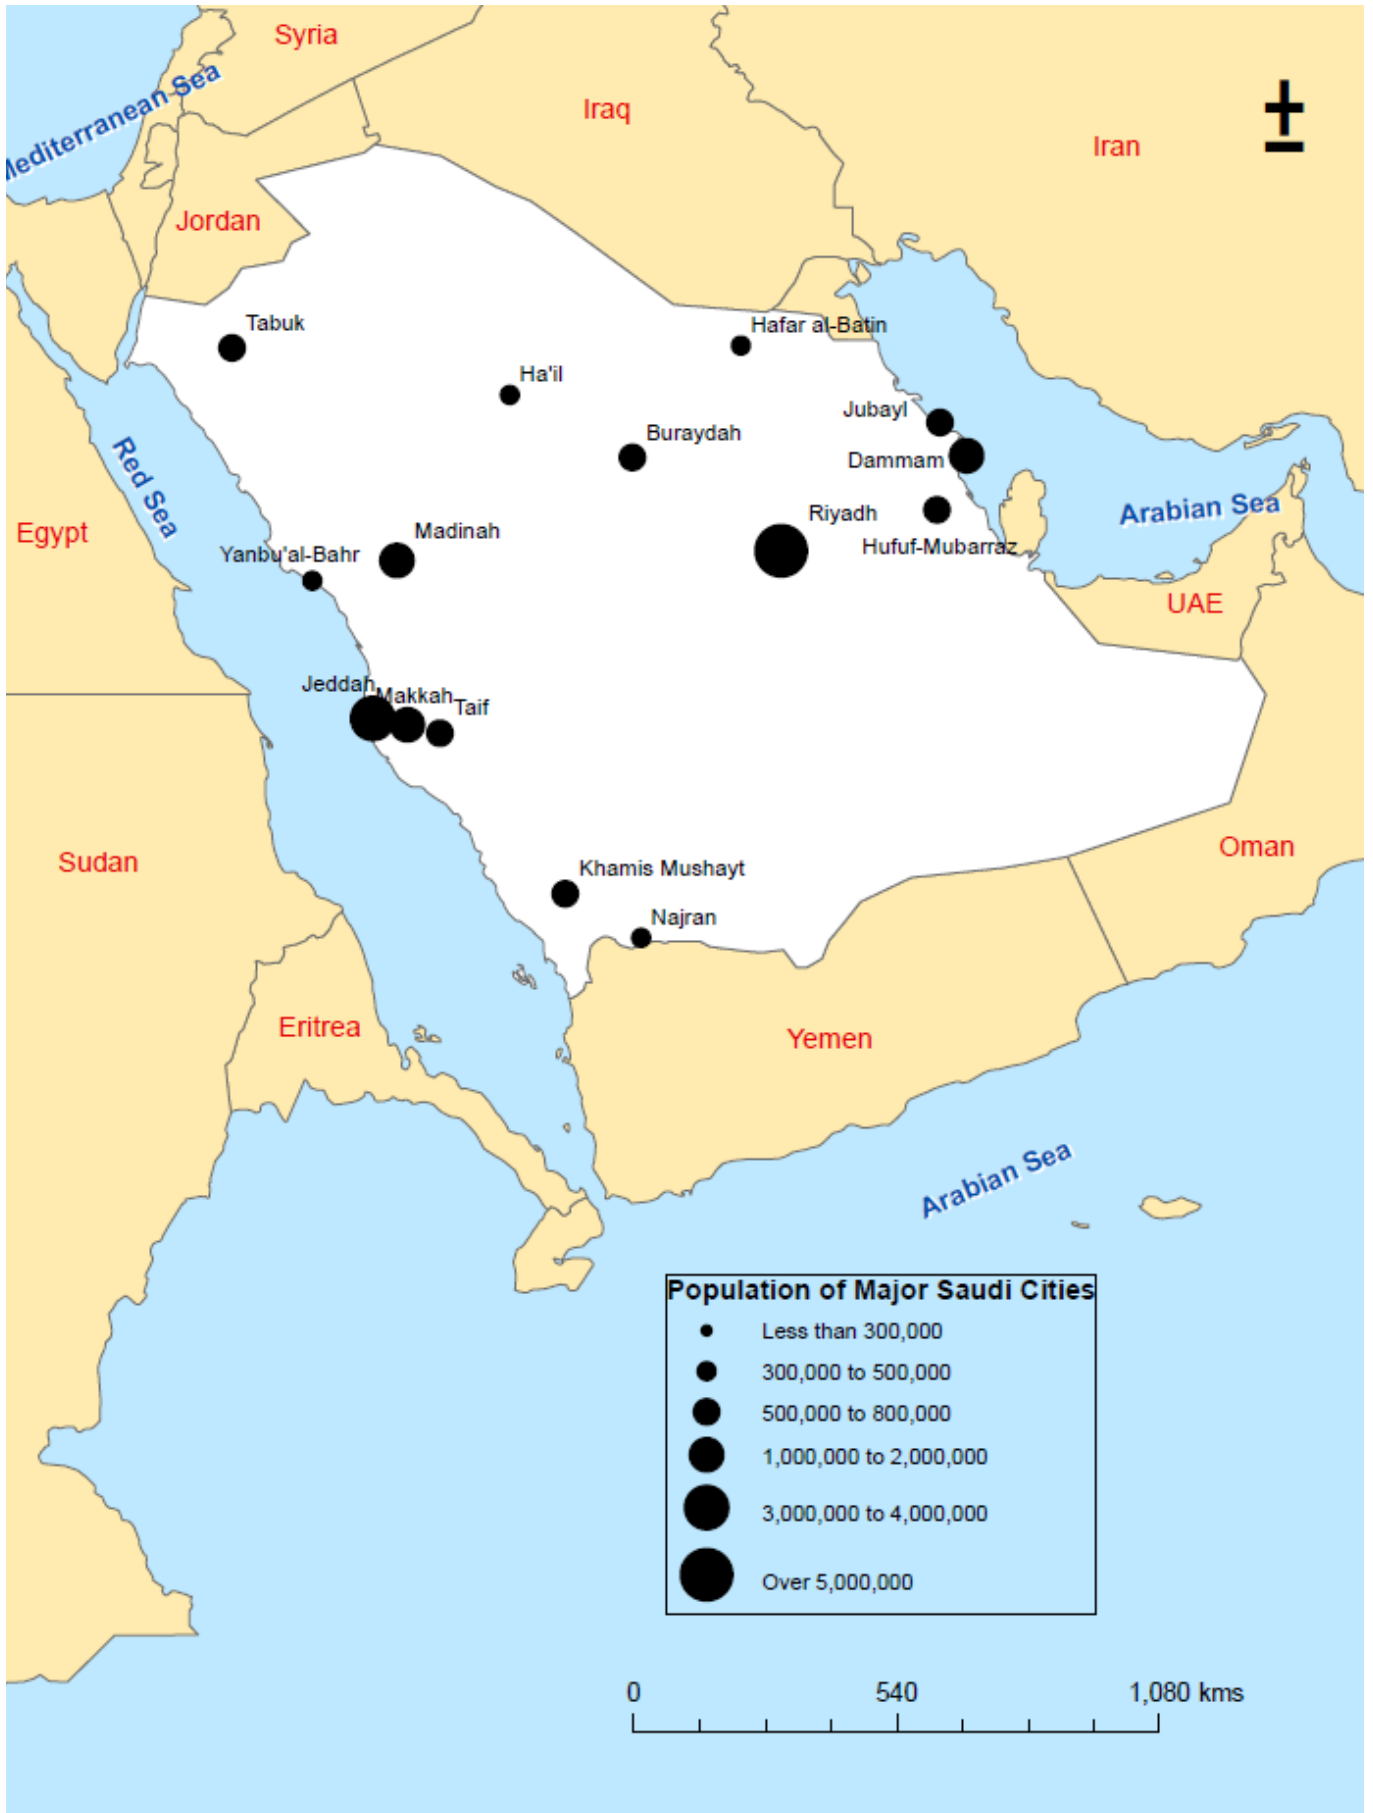 Syria
Mediterranean Sea
Iraq
Iran
Jordan
Tabuk
Hafar al-Batin
Ha'il
Jubayl
Buraydah
Dammam
Red Sea
Arabian Sea
Riyadh
Egypt
Madinah
Hufuf-Mubarraz
Yanbu'al-Bahr
UAE
Jeddah
Makkah
Taif
Oman
Sudan
Khamis Mushayt
Najran
Eritrea
Yemen
Arabian Sea
Population of Major Saudi Cities
Less than 300,000
300,000 to 500,000
500,000 to 800,000
1,000,000 to 2,000,000
3,000,000 to 4,000,000
Over 5,000,000
0 540 1,080 kms